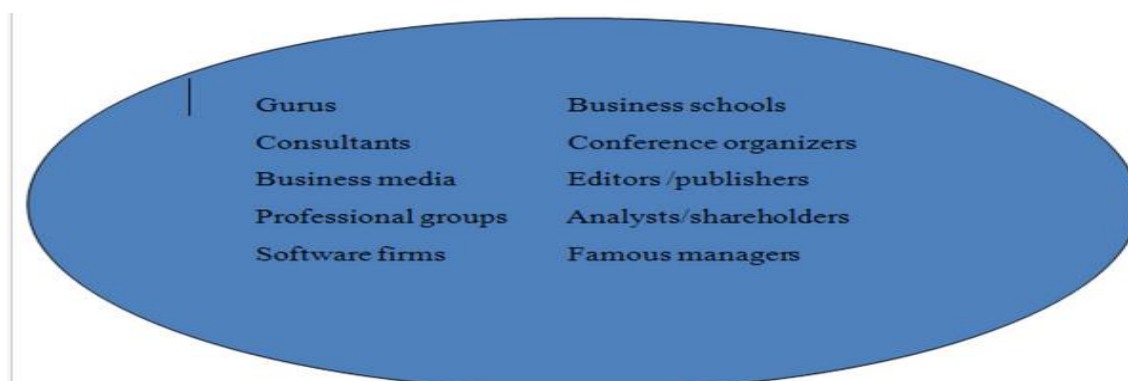 Gurus
Consultants
Business media
Professional groups
Software firms
Business schools
Conference organizers
Editors /publishers
Analysts/shareholders
Famous managers